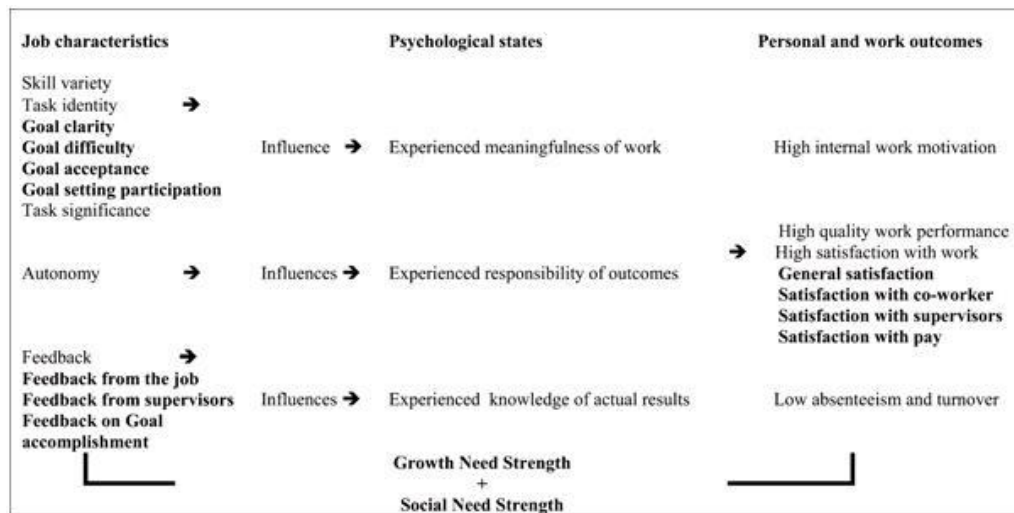 Job characteristics Psychological states Personal and work outcomes
Skill variety
Task identity ➔
Goal clarity
Goal difficulty Influence ➔ Experienced meaningfulness of work High internal work motivation
Goal acceptance
Goal setting participation
Task significance
High quality work performance
➔ High satisfaction with work
Autonomy ➔ Influences ➔ Experienced responsibility of outcomes General satisfaction
Satisfaction with co-worker
Satisfaction with supervisors
Satisfaction with pay
Feedback ➔
Feedback from the job
Feedback from supervisors Influences ➔ Experienced knowledge of actual results Low absenteeism and turnover
Feedback on Goal
accomplishment
Growth Need Strength
+
Social Need Strength